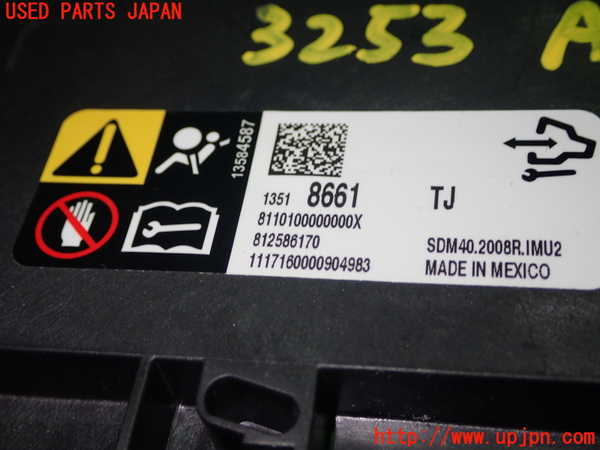 USED PARTS JAPAN
3253 A
13584587
1351 8661 TJ
8110100000000X
812586170 SDM40.2008R.IMU2
1117160000904983 MADE IN MEXICO
http://www.upjpn.com/